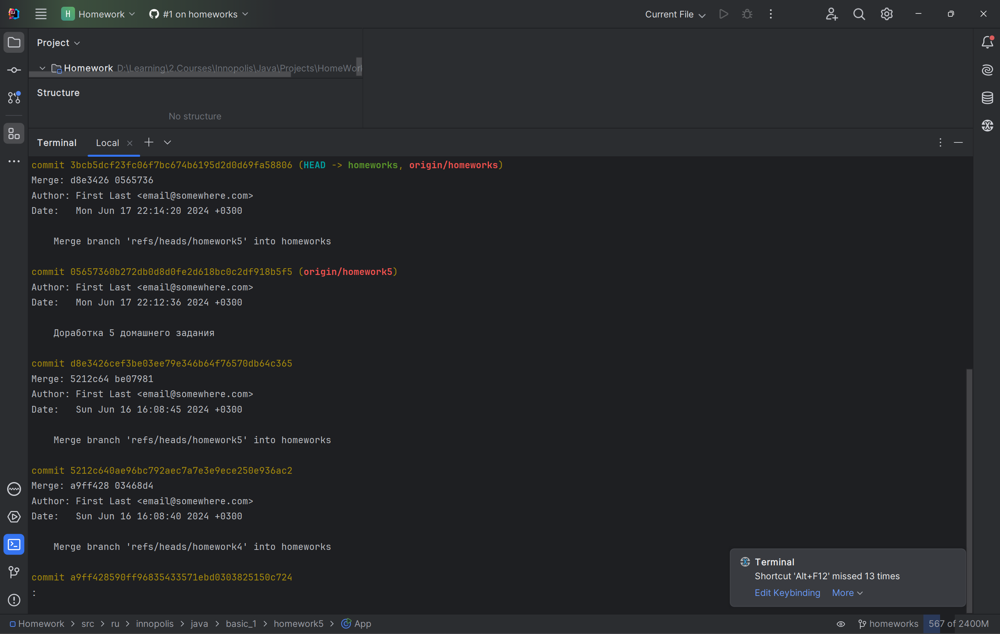 H Homework #1 on homeworks Current File
Project
Homework D:\Learning\2.Courses\Innopolis\Java\Projects\HomeWork
Structure
No structure
Terminal Local
commit 3bcb5dcf23fc06f7bc674b6195d2d0d69fa58806 (HEAD -> homeworks, origin/homeworks)
Merge: d8e3426 0565736
Author: First Last <email@somewhere.com>
Date:   Mon Jun 17 22:14:20 2024 +0300
Merge branch 'refs/heads/homework5' into homeworks
commit 05657360b272db0d8d0fe2d618bc0c2df918b5f5 (origin/homework5)
Author: First Last <email@somewhere.com>
Date:   Mon Jun 17 22:12:36 2024 +0300
Доработка 5 домашнего задания
commit d8e3426cef3be03ee79e346b64f76570db64c365
Merge: 5212c64 be07981
Author: First Last <email@somewhere.com>
Date:   Sun Jun 16 16:08:45 2024 +0300
Merge branch 'refs/heads/homework5' into homeworks
commit 5212c640ae96bc792aec7a7e3e9ece250e936ac2
Merge: a9ff428 03468d4
Author: First Last <email@somewhere.com>
Date:   Sun Jun 16 16:08:40 2024 +0300
Merge branch 'refs/heads/homework4' into homeworks
commit a9ff428590ff96835433571ebd0303825150c724
:
Terminal
Shortcut 'Alt+F12' missed 13 times
Edit Keybinding More
Homework > src > ru > innopolis > java > basic_1 > homework5 > App homeworks 567 of 2400M